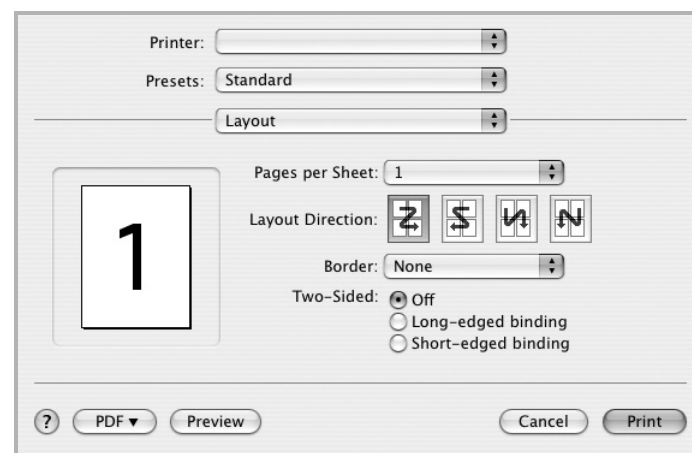 Printer:
Presets: Standard
Layout
Pages per Sheet: 1
Layout Direction:
Border: None
Two-Sided: Off
Long-edged binding
Short-edged binding
1
? PDF▼ Preview Cancel Print